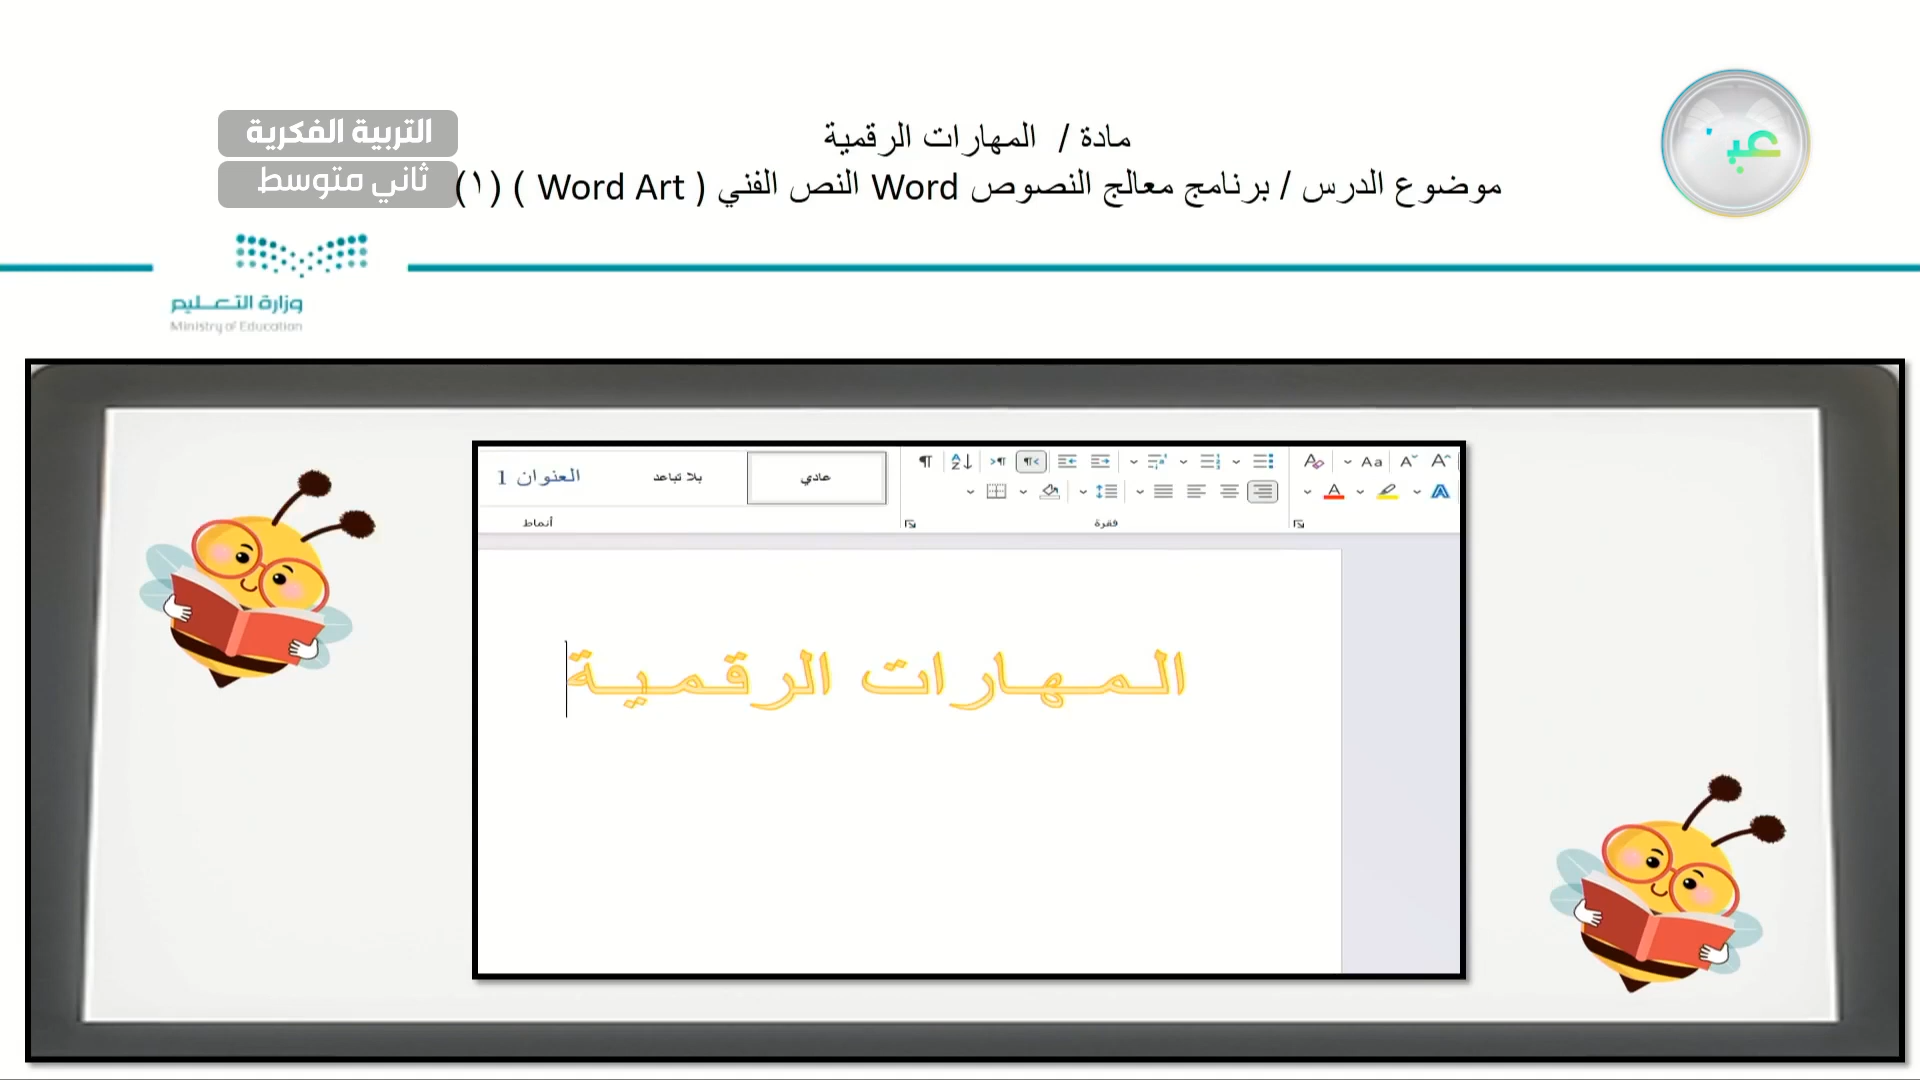 مادة / المهارات الرقمية
موضوع الدرس / برنامج معالج النصوص Word النص الفني ( Word Art ) (١)
التربية الفكرية
ثاني متوسط
وزارة التعليم
Ministry of Education
عادي
بلا تباعد
العنوان 1
فقرة
أنماط
المهارات الرقمية